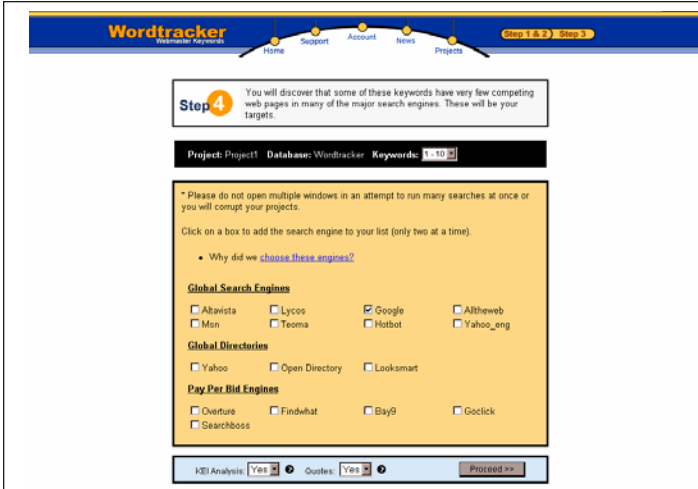 Wordtracker
Webmaster Keywords
Home
Support
Account
News
Projects
Step 1 & 2 Step 3
Step 4
You will discover that some of these keywords have very few competing
web pages in many of the major search engines. These will be your
targets.
Project: Project1 Database: Wordtracker Keywords: 1 - 10
* Please do not open multiple windows in an attempt to run many searches at once or
you will corrupt your projects.
Click on a box to add the search engine to your list (only two at a time).
• Why did we choose these engines?
Global Search Engines
Altavista Lycos Google Alltheweb
Msn Teoma Hotbot Yahoo_eng
Global Directories
Yahoo Open Directory Looksmart
Pay Per Bid Engines
Overture Findwhat Bay9 Goclick
Searchboss
KEI Analysis: Yes ? Quotes: Yes ? Proceed >>